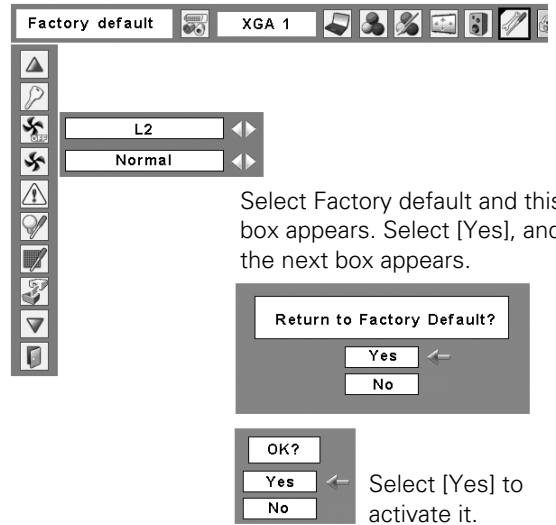 Factory default
XGA 1
OFF
L2
Normal
Select Factory default and this
box appears. Select [Yes], and
the next box appears.
Return to Factory Default?
Yes
No
OK?
Yes
No
Select [Yes] to
activate it.